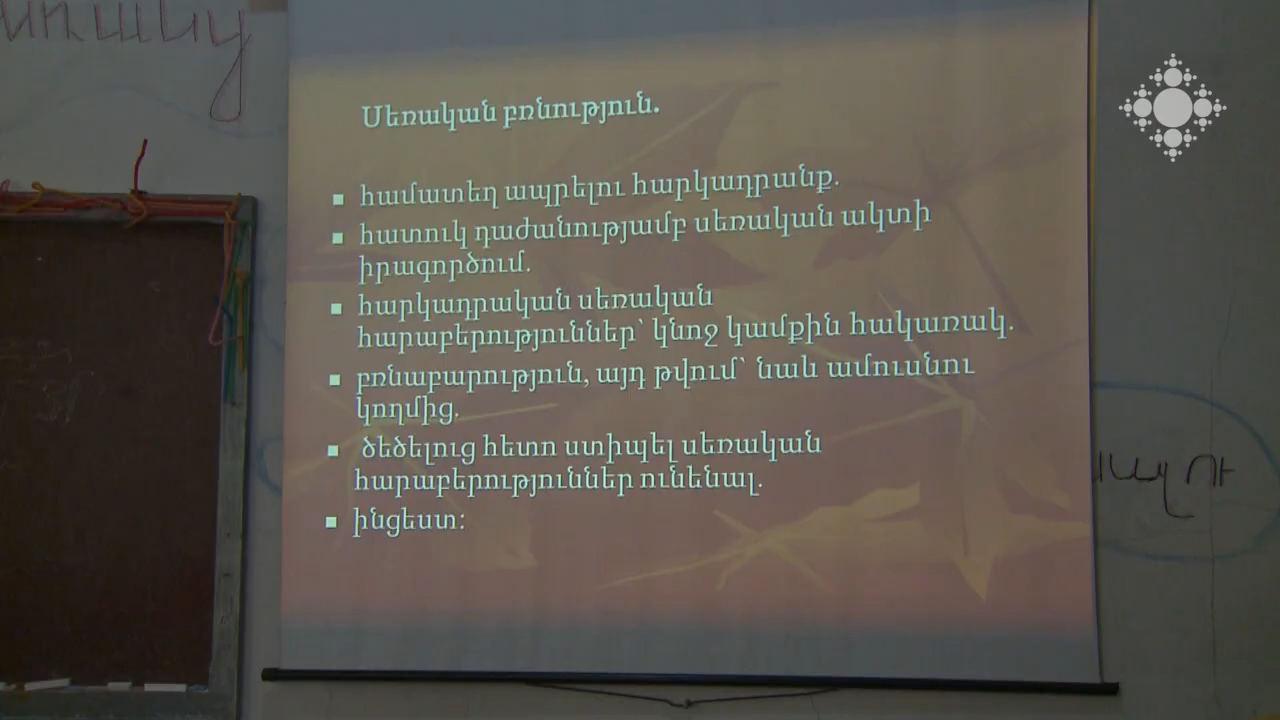 Սեռական բռնություն.
համատեղ ապրելու հարկադրանք.
հատուկ դաժանությամբ սեռական ակտի
իրագործում.
հարկադրական սեռական
հարաբերություններ՝ կնոջ կամքին հակառակ.
բռնաբարություն, այդ թվում՝ նաև ամուսնու
կողմից.
ծեծելուց հետո ստիպել սեռական
հարաբերություններ ունենալ.
ինցեստ: